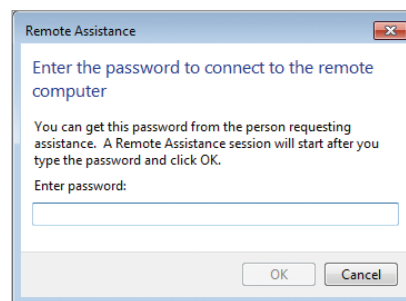 Remote Assistance
Enter the password to connect to the remote
computer
You can get this password from the person requesting
assistance. A Remote Assistance session will start after you
type the password and click OK.
Enter password:
OK
Cancel